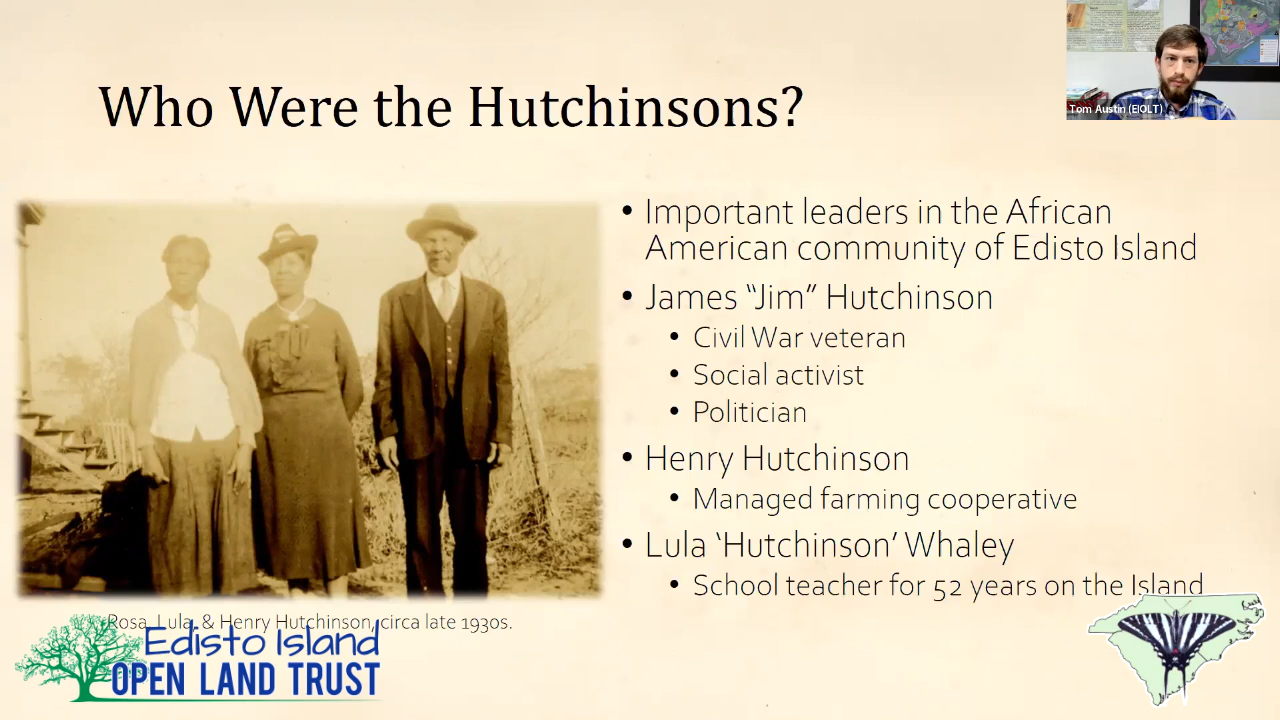 Who Were the Hutchinsons?
Tom Austin (EIOLT)
• Important leaders in the African
American community of Edisto Island
• James “Jim” Hutchinson
• Civil War veteran
• Social activist
• Politician
• Henry Hutchinson
• Managed farming cooperative
• Lula ‘Hutchinson’ Whaley
• School teacher for 52 years on the Island
Rosa, Lula, & Henry Hutchinson, circa late 1930s.
Edisto Island
OPEN LAND TRUST